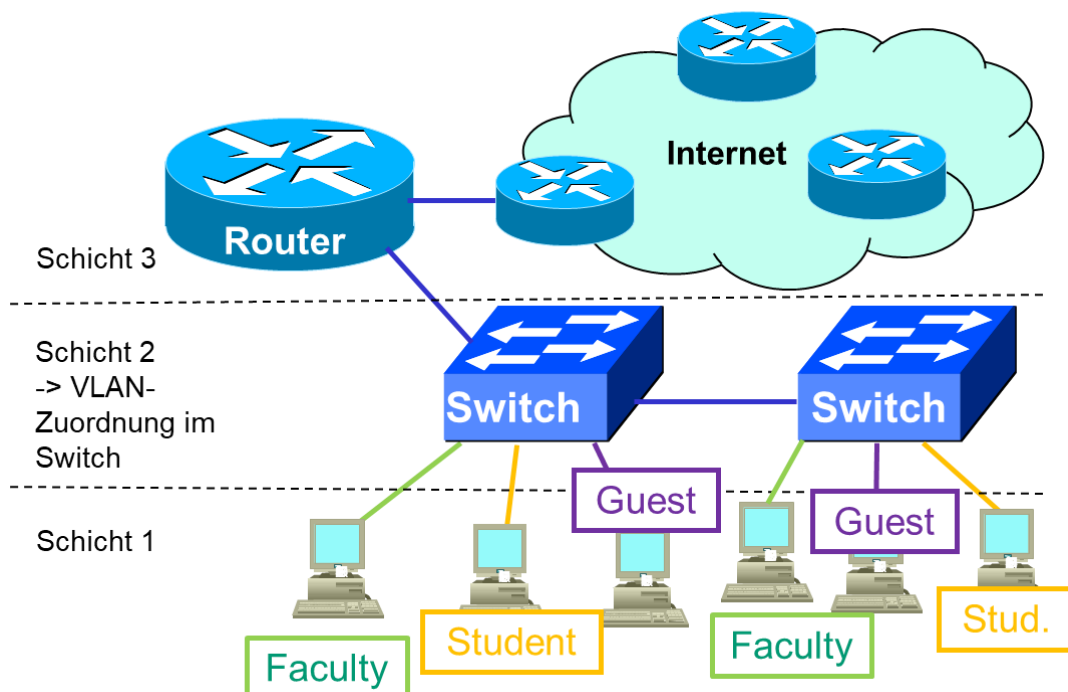 Internet
Router
Schicht 3
Schicht 2
-> VLAN-
Zuordnung im
Switch
Switch
Switch
Guest
Guest
Schicht 1
Student
Stud.
Faculty
Faculty